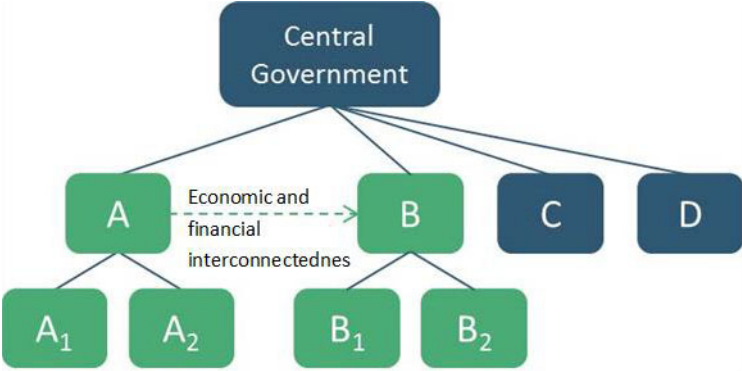 Central
Government
A
Economic and
financial
interconnectednes
B
C
D
A₁
A₂
B₁
B₂